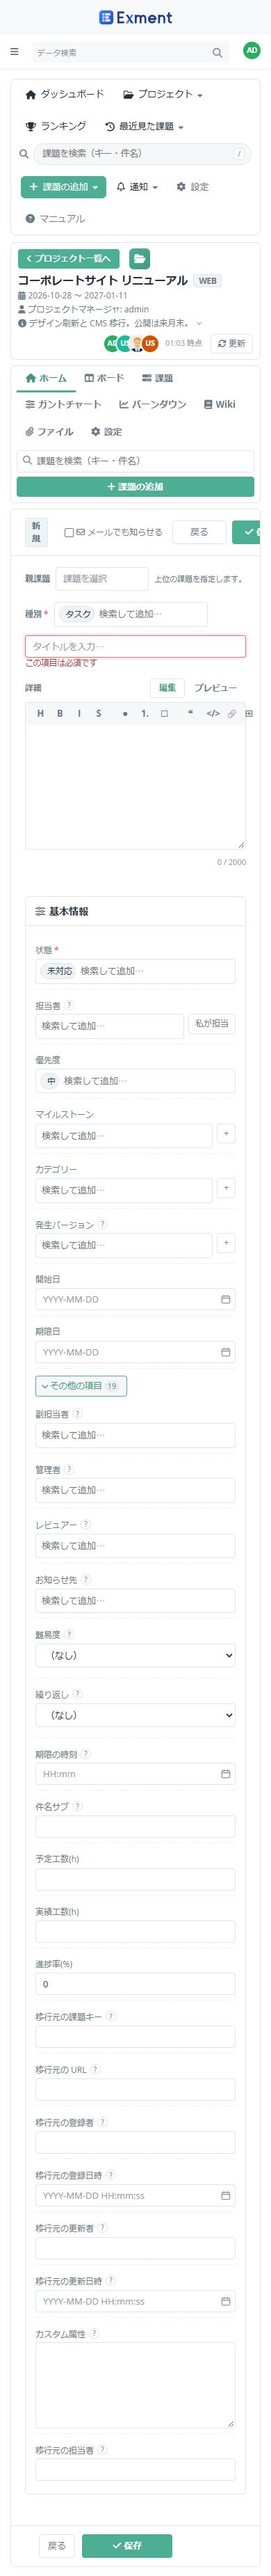 Exment
データ検索
AD
ダッシュボード
プロジェクト
ランキング
最近見た課題
課題を検索（キー・件名）
/
課題の追加
通知
設定
マニュアル
プロジェクト一覧へ
コーポレートサイト リニューアル
WEB
2026-10-28 〜 2027-01-11
プロジェクトマネージャ: admin
デザイン刷新と CMS 移行。公開は来月末。
US
01:03 時点
更新
ホーム
ボード
課題
ガントチャート
バーンダウン
Wiki
ファイル
設定
課題を検索（キー・件名）
課題の追加
新規
メールでも知らせる
戻る
親課題
課題を選択
上位の課題を指定します。
種別 *
タスク 検索して追加…
タイトルを入力…
この項目は必須です
詳細
編集
プレビュー
H B I S ● 1. ☐ ❝ </>
0 / 2000
基本情報
状態 *
未対応 検索して追加…
担当者 ?
検索して追加…
私が担当
優先度
中 検索して追加…
マイルストーン
検索して追加…
+
カテゴリー
検索して追加…
+
発生バージョン ?
検索して追加…
+
開始日
YYYY-MM-DD
期限日
YYYY-MM-DD
その他の項目 19
副担当者 ?
検索して追加…
管理者 ?
検索して追加…
レビュアー ?
検索して追加…
お知らせ先 ?
検索して追加…
難易度 ?
（なし）
繰り返し ?
（なし）
期限の時刻 ?
HH:mm
件名サブ ?
予定工数(h)
実績工数(h)
進捗率(%)
0
移行元の課題キー ?
移行元の URL ?
移行元の登録者 ?
移行元の登録日時 ?
YYYY-MM-DD HH:mm:ss
移行元の更新者 ?
移行元の更新日時 ?
YYYY-MM-DD HH:mm:ss
カスタム属性 ?
移行元の担当者 ?
戻る
保存